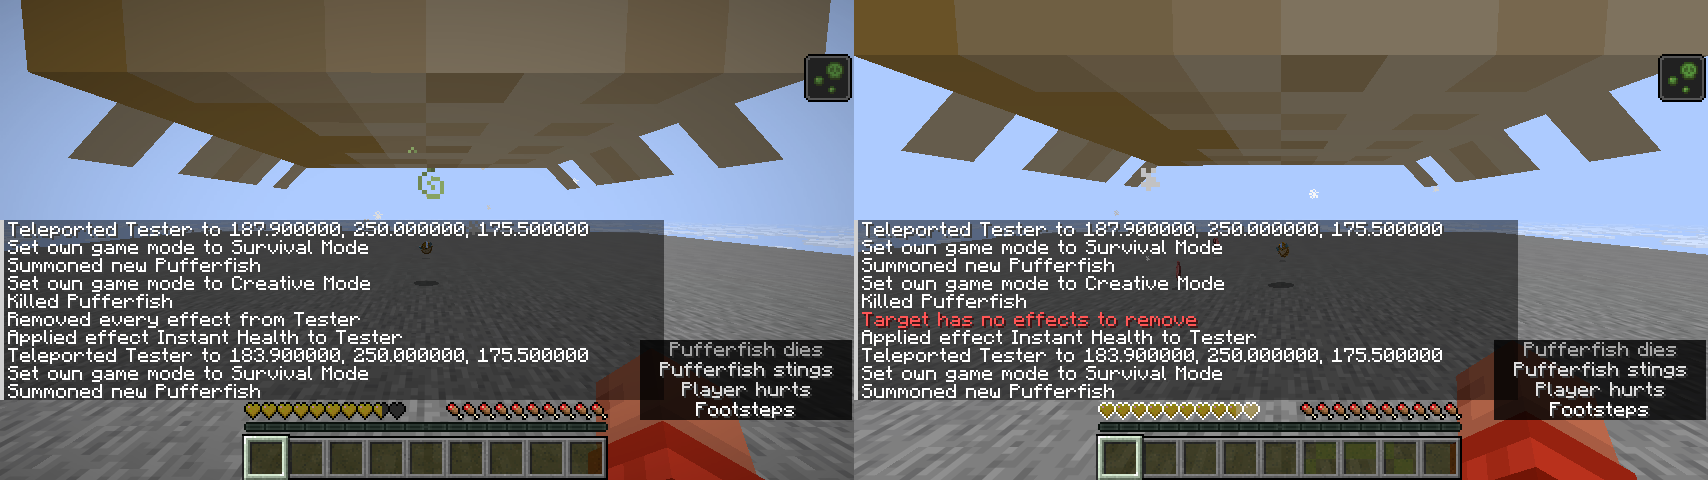 Teleported Tester to 187.900000, 250.000000, 175.500000
Set own game mode to Survival Mode
Summoned new Pufferfish
Set own game mode to Creative Mode
Killed Pufferfish
Removed every effect from Tester
Applied effect Instant Health to Tester
Teleported Tester to 183.900000, 250.000000, 175.500000
Set own game mode to Survival Mode
Summoned new Pufferfish
Pufferfish dies
Pufferfish stings
Player hurts
Footsteps
Teleported Tester to 187.900000, 250.000000, 175.500000
Set own game mode to Survival Mode
Summoned new Pufferfish
Set own game mode to Creative Mode
Killed Pufferfish
Target has no effects to remove
Applied effect Instant Health to Tester
Teleported Tester to 183.900000, 250.000000, 175.500000
Set own game mode to Survival Mode
Summoned new Pufferfish
Pufferfish dies
Pufferfish stings
Player hurts
Footsteps